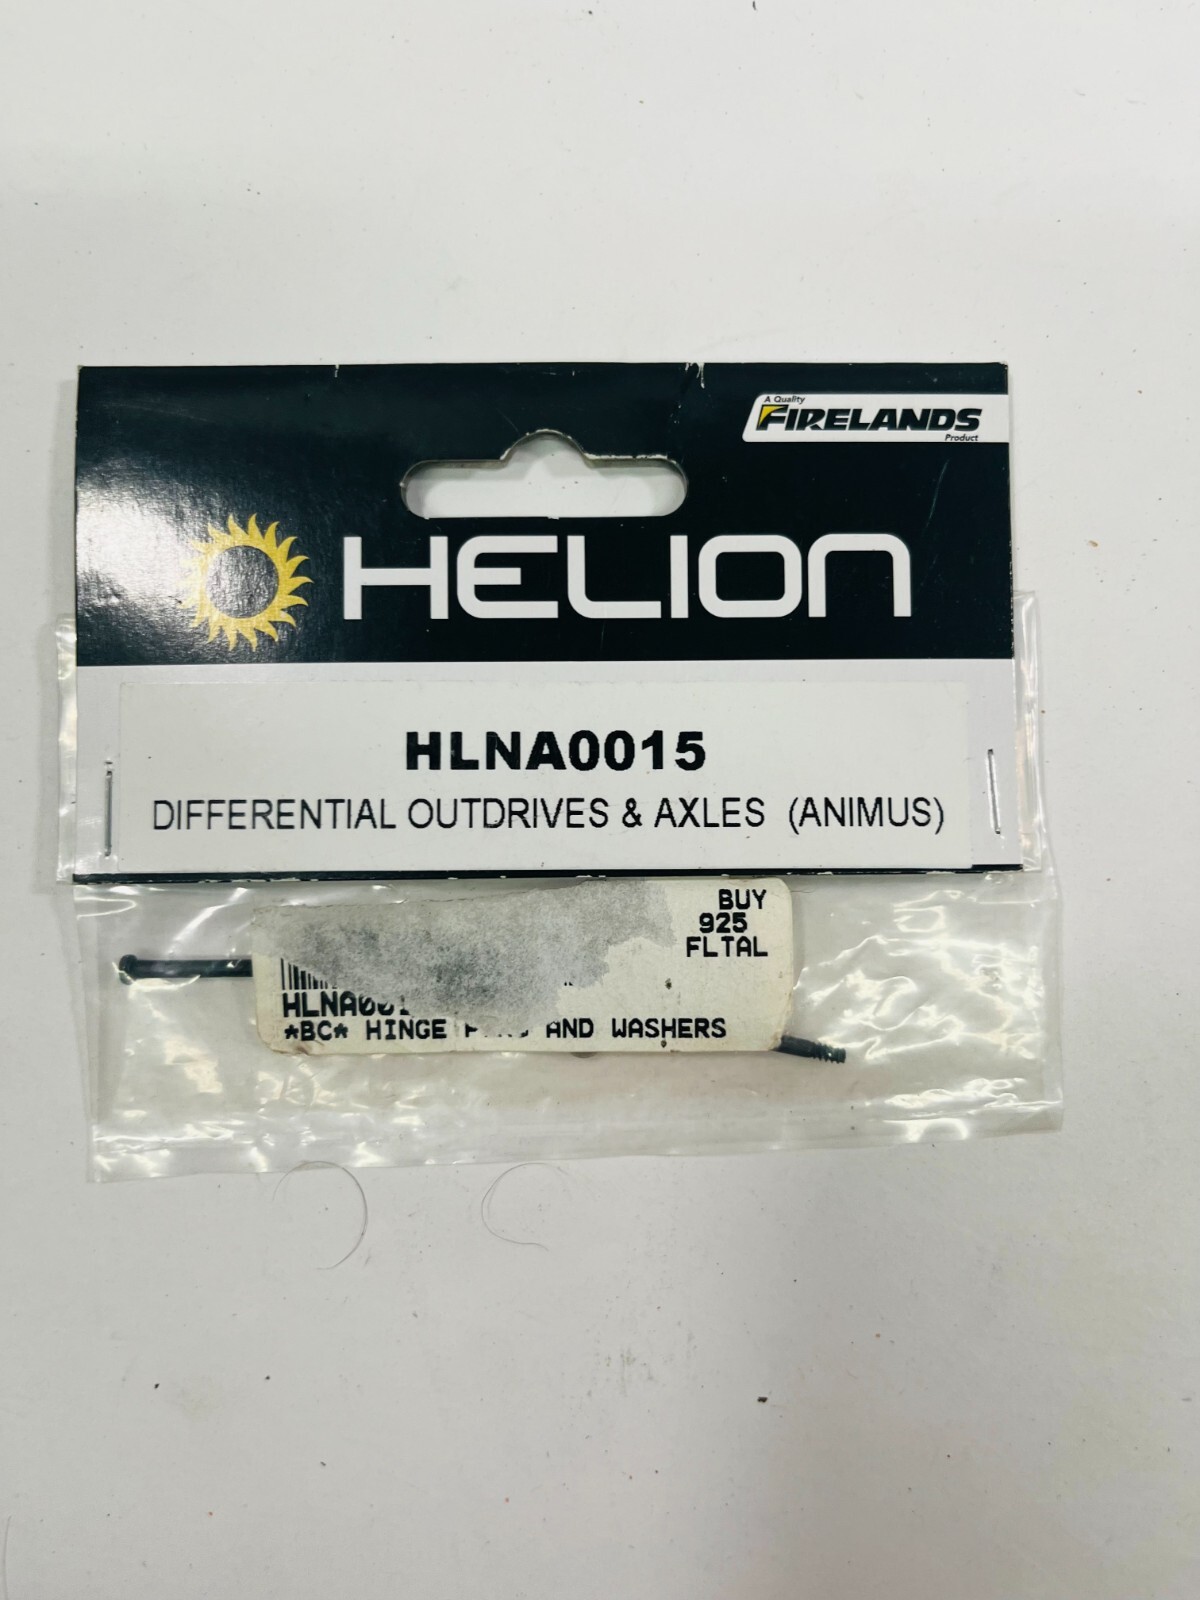 A Quality
FIRELANDS
Product
HELION
HLNA0015
DIFFERENTIAL OUTDRIVES & AXLES (ANIMUS)
BUY
925
FLTAL
*BC* HINGE AND WASHERS